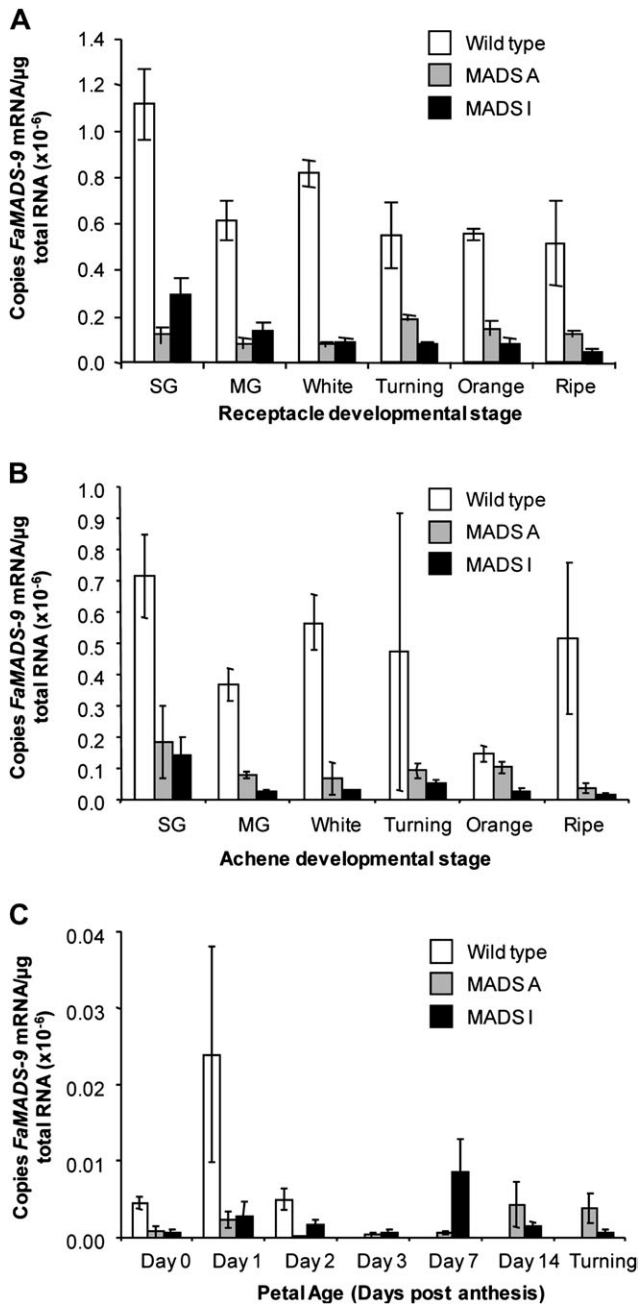 A
Copies FaMADS-9 mRNA/µg
total RNA (x10⁻⁶)
1.4
1.2
1.0
0.8
0.6
0.4
0.2
0.0
Wild type
MADS A
MADS I
SG MG White Turning Orange Ripe
Receptacle developmental stage
B
Copies FaMADS-9 mRNA/µg
total RNA (x10⁻⁶)
1.0
0.9
0.8
0.7
0.6
0.5
0.4
0.3
0.2
0.1
0.0
Wild type
MADS A
MADS I
SG MG White Turning Orange Ripe
Achene developmental stage
C
Copies FaMADS-9 mRNA/µg
total RNA (x10⁻⁶)
0.04
0.03
0.02
0.01
0.00
Wild type
MADS A
MADS I
Day 0 Day 1 Day 2 Day 3 Day 7 Day 14 Turning
Petal Age (Days post anthesis)